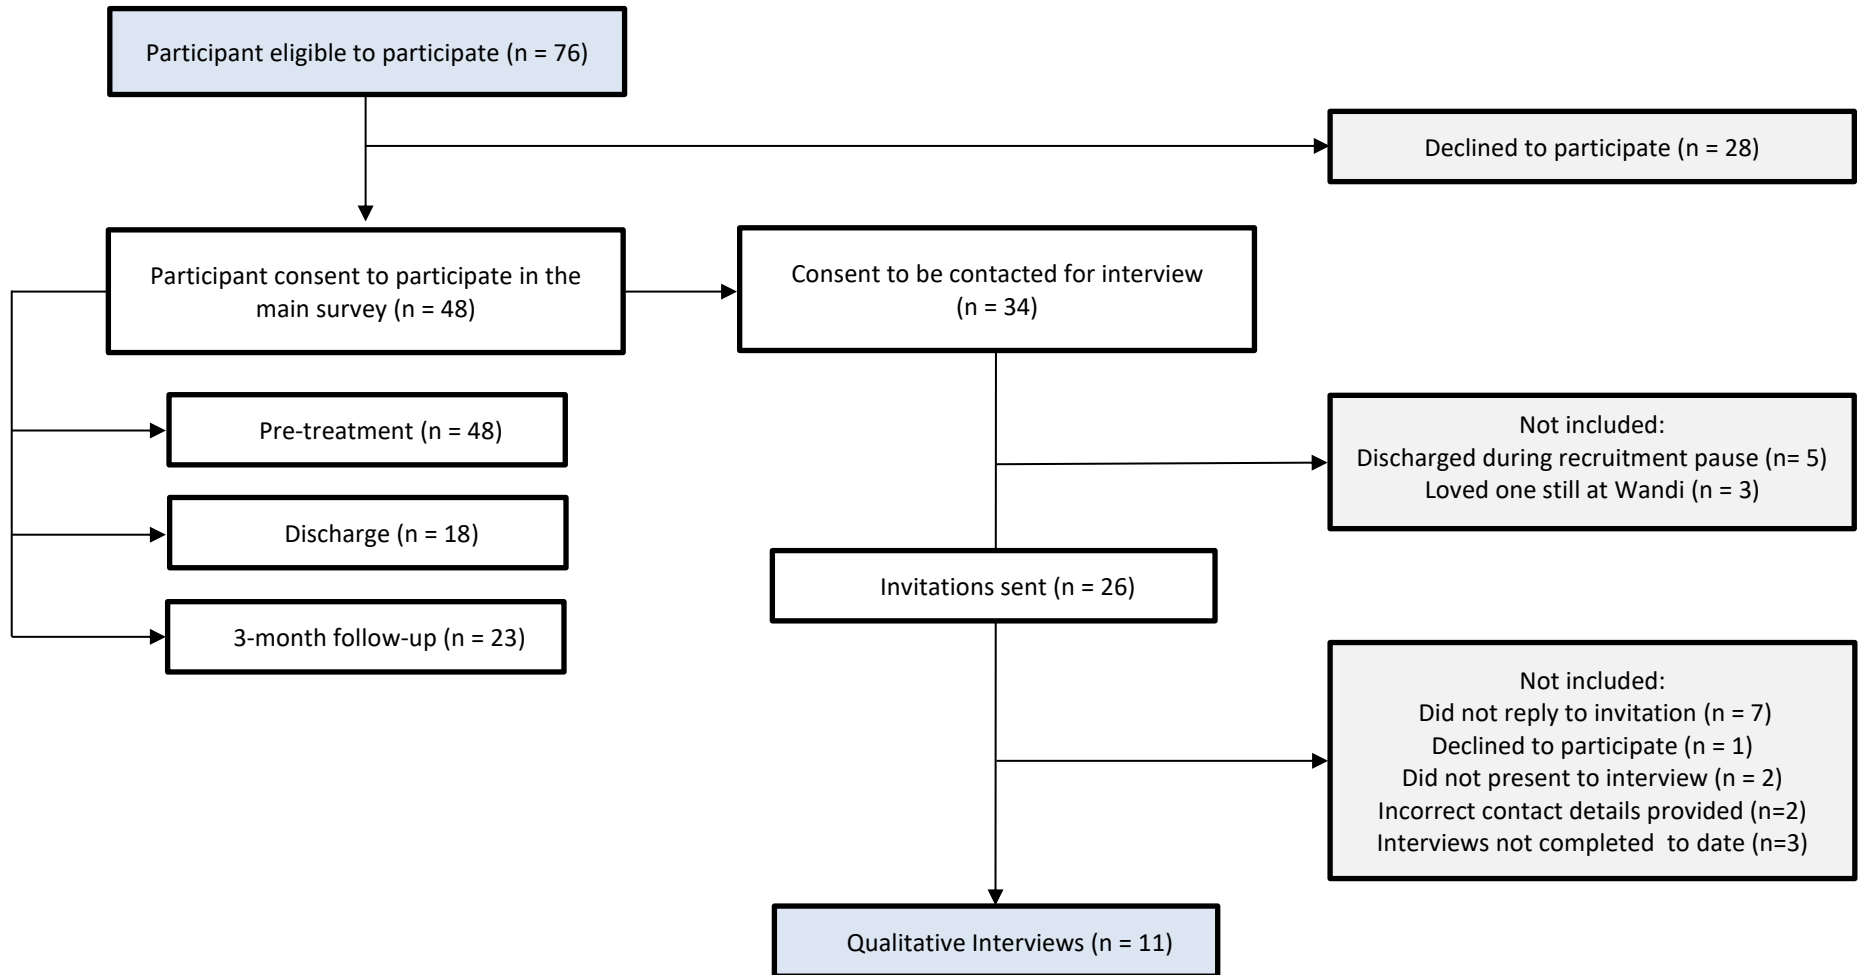 Participant eligible to participate (n = 76)
Declined to participate (n = 28)
Participant consent to participate in the
main survey (n = 48)
Consent to be contacted for interview
(n = 34)
Pre-treatment (n = 48)
Discharge (n = 18)
3-month follow-up (n = 23)
Not included:
Discharged during recruitment pause (n= 5)
Loved one still at Wandi (n = 3)
Invitations sent (n = 26)
Not included:
Did not reply to invitation (n = 7)
Declined to participate (n = 1)
Did not present to interview (n = 2)
Incorrect contact details provided (n=2)
Interviews not completed  to date (n=3)
Qualitative Interviews (n = 11)